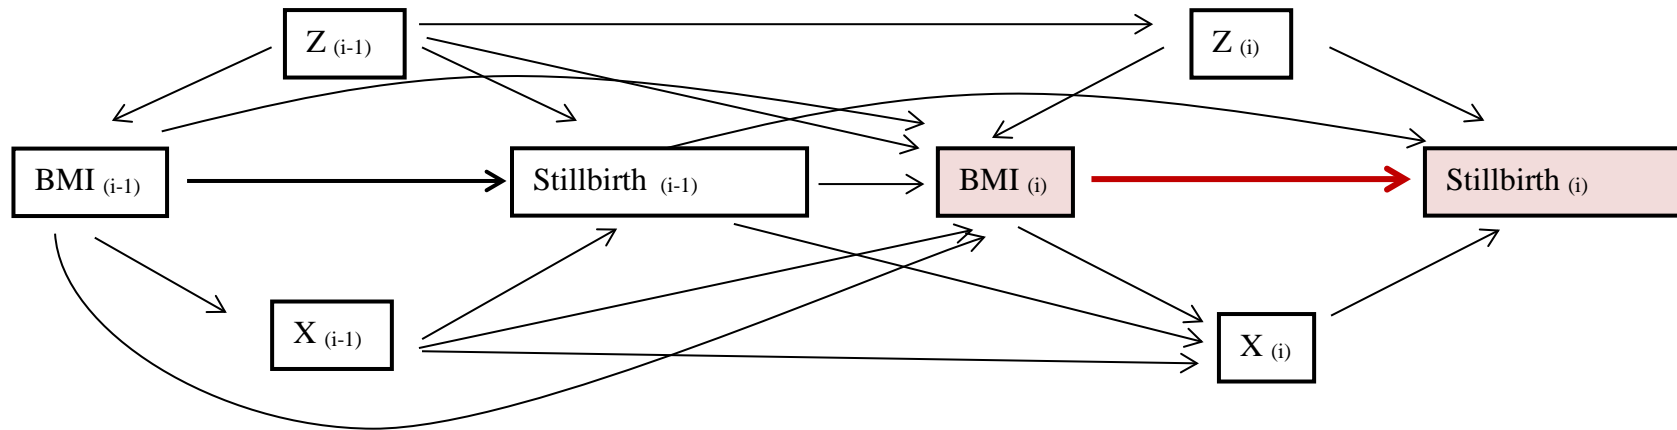 Z (i-1)
Z (i)
BMI (i-1)
Stillbirth (i-1)
BMI (i)
Stillbirth (i)
X (i-1)
X (i)